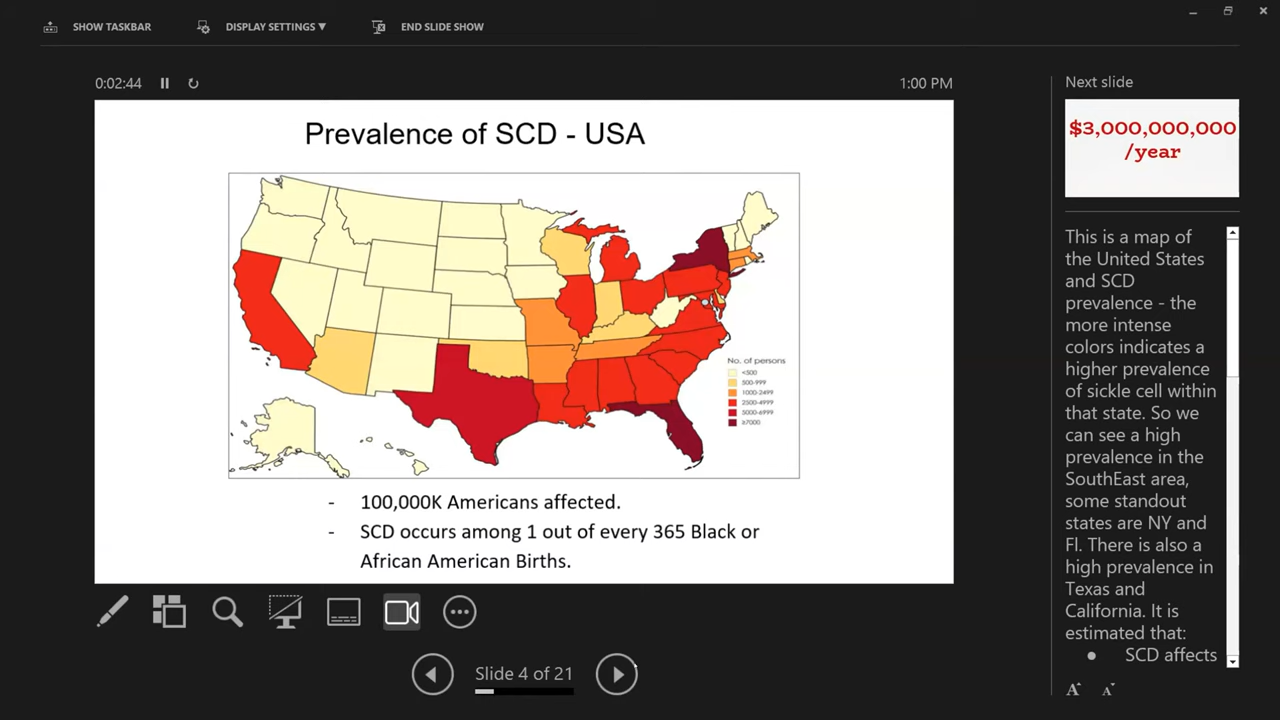 SHOW TASKBAR
DISPLAY SETTINGS ▼
END SLIDE SHOW
0:02:44
1:00 PM
Prevalence of SCD - USA
No. of persons
<500
500-999
1000-2499
2500-4999
5000-6999
≥7000
- 100,000K Americans affected.
- SCD occurs among 1 out of every 365 Black or
African American Births.
Slide 4 of 21
Next slide
$3,000,000,000
/year
This is a map of
the United States
and SCD
prevalence - the
more intense
colors indicates a
higher prevalence
of sickle cell within
that state. So we
can see a high
prevalence in the
SouthEast area,
some standout
states are NY and
Fl. There is also a
high prevalence in
Texas and
California. It is
estimated that:
● SCD affects
A A